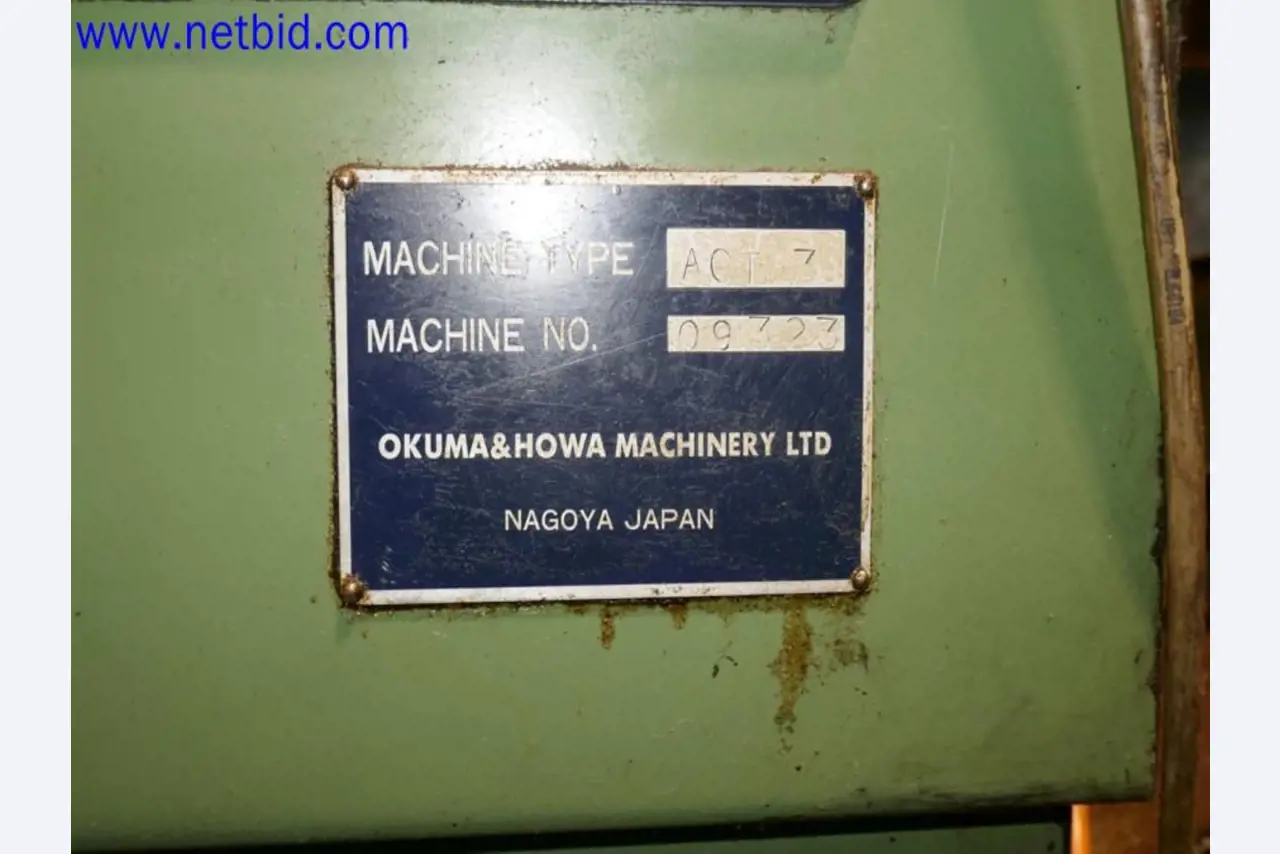 www.netbid.com
MACHINE TYPE ACT 3
MACHINE NO. 09323
OKUMA&HOWA MACHINERY LTD
NAGOYA JAPAN